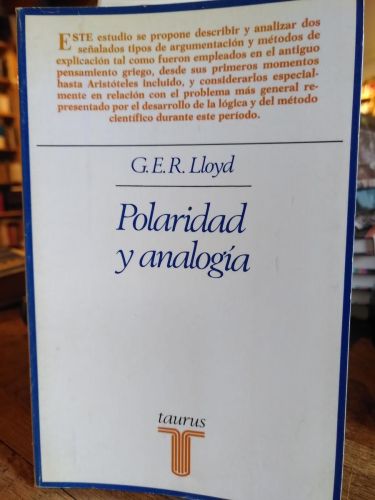 ESTE estudio se propone describir y analizar dos
señalados tipos de argumentación y métodos de
explicación tal como fueron empleados en el antiguo
pensamiento griego, desde sus primeros momentos
hasta Aristóteles incluido, y considerarlos especial-
mente en relación con el problema más general re-
presentado por el desarrollo de la lógica y del método
científico durante este período.
G.E.R. Lloyd
Polaridad
y analogía
taurus